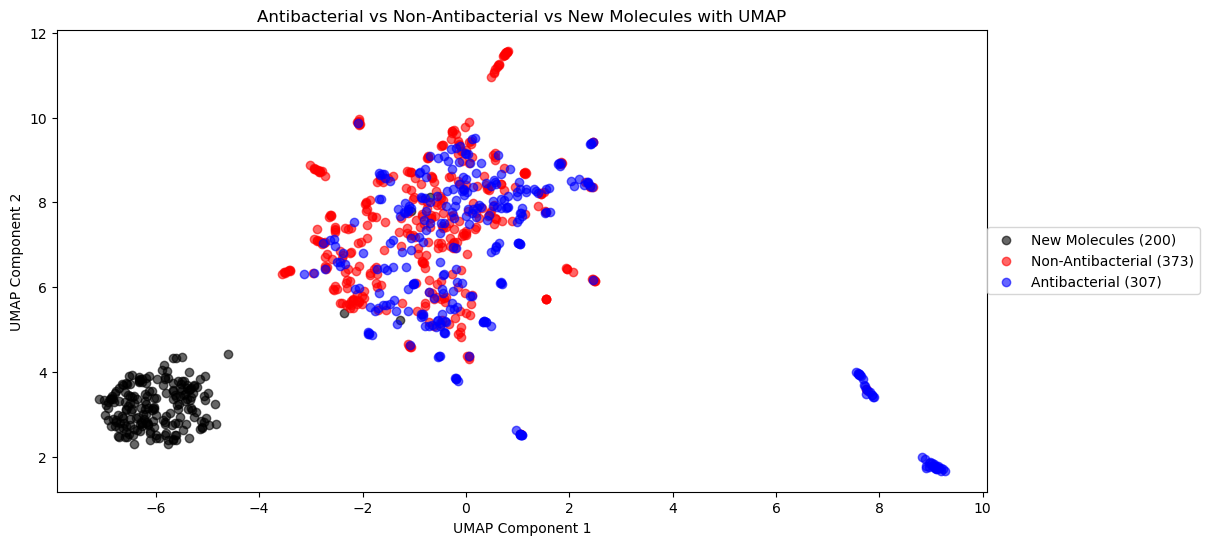 Antibacterial vs Non-Antibacterial vs New Molecules with UMAP
12
10
8
6
4
2
UMAP Component 2
−6
−4
−2
0
2
4
6
8
10
UMAP Component 1
New Molecules (200)
Non-Antibacterial (373)
Antibacterial (307)